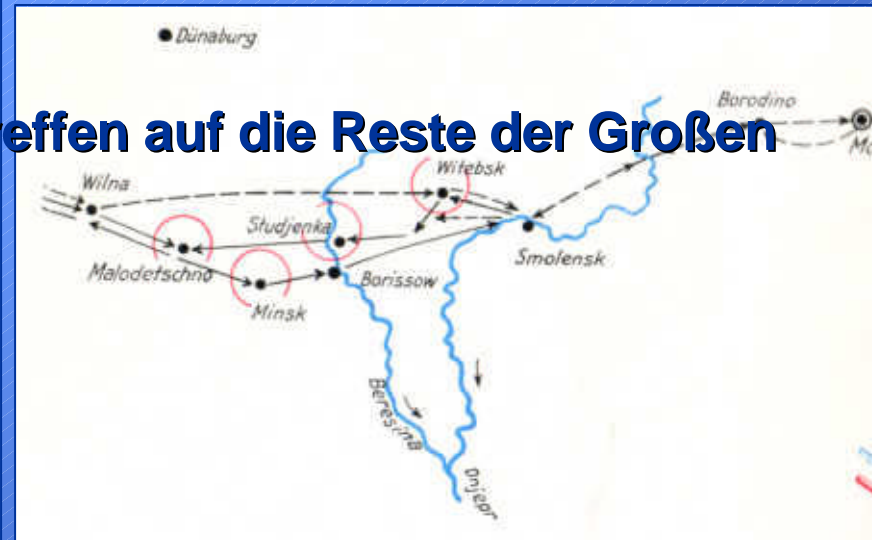 Dünaburg
effen auf die Reste der Großen
Borodino
Witebsk
Wilna
Studjenka
Smolensk
Malodetschno
Borissow
Minsk
Beresina
Dnjepr